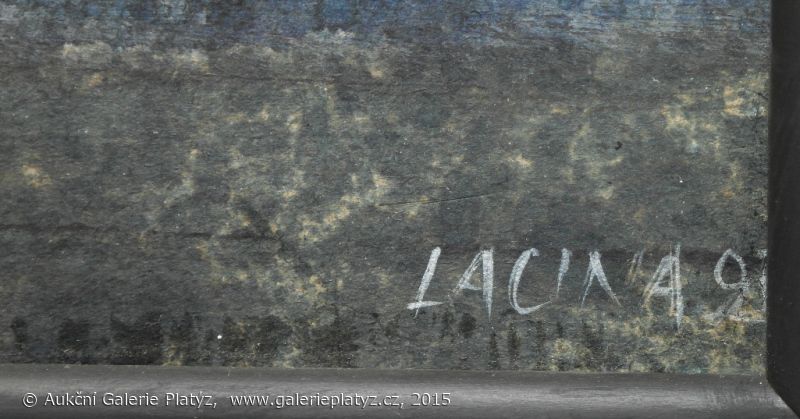 LACINA 9
© Aukční Galerie Platýz, www.galerieplatyz.cz, 2015